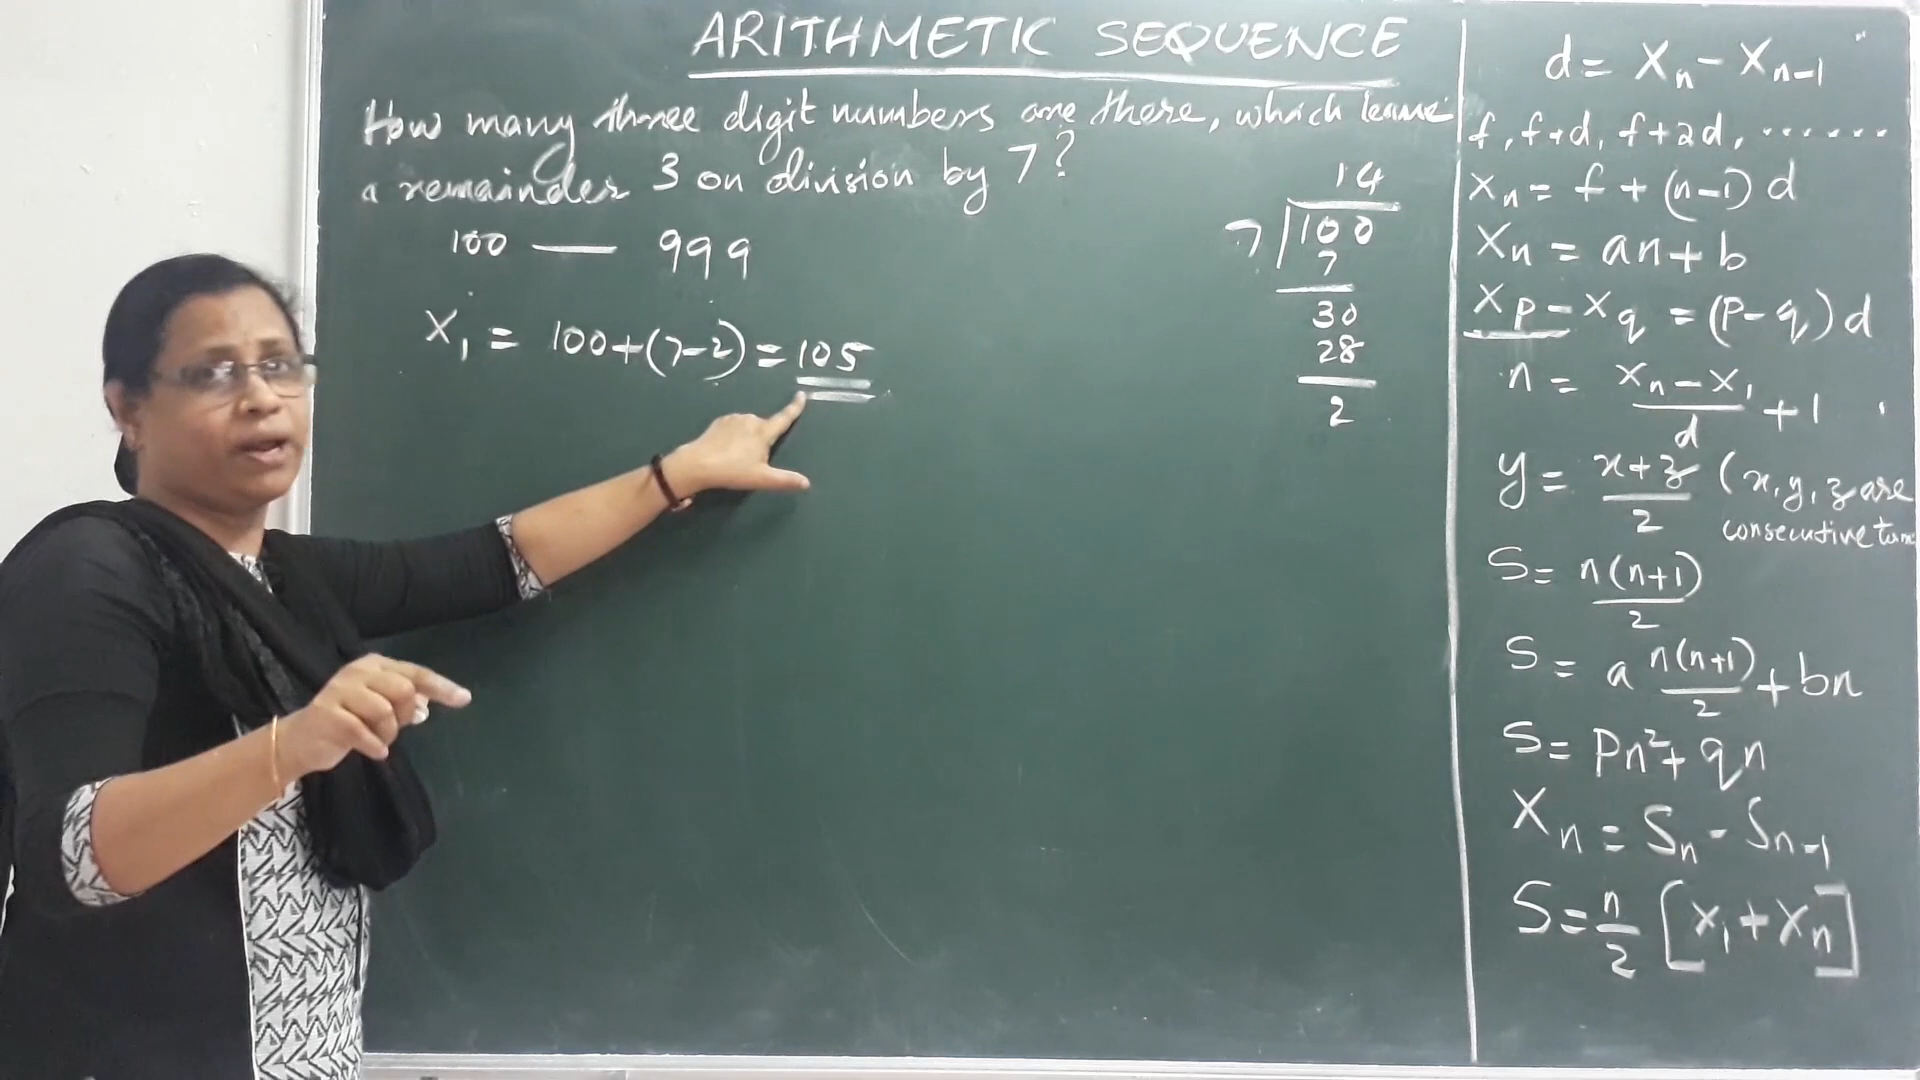 ARITHMETIC SEQUENCE
How many three digit numbers are there, which leave
a remainder 3 on division by 7?
100 — 999
X₁ = 100+(7-2) = 105
14
7 100
7
30
28
2
d = Xₙ - Xₙ₋₁
f, f+d, f+2d, ......
Xₙ = f + (n-1) d
Xₙ = an + b
Xp - Xq = (p-q) d
n = (Xₙ - X₁)/d + 1
y = (x+z)/2 (x, y, z are
consecutive
S = n(n+1)/2
S = a n(n+1)/2 + bn
S = pn² + qn
Xₙ = Sₙ - Sₙ₋₁
S = n/2 [X₁ + Xₙ]